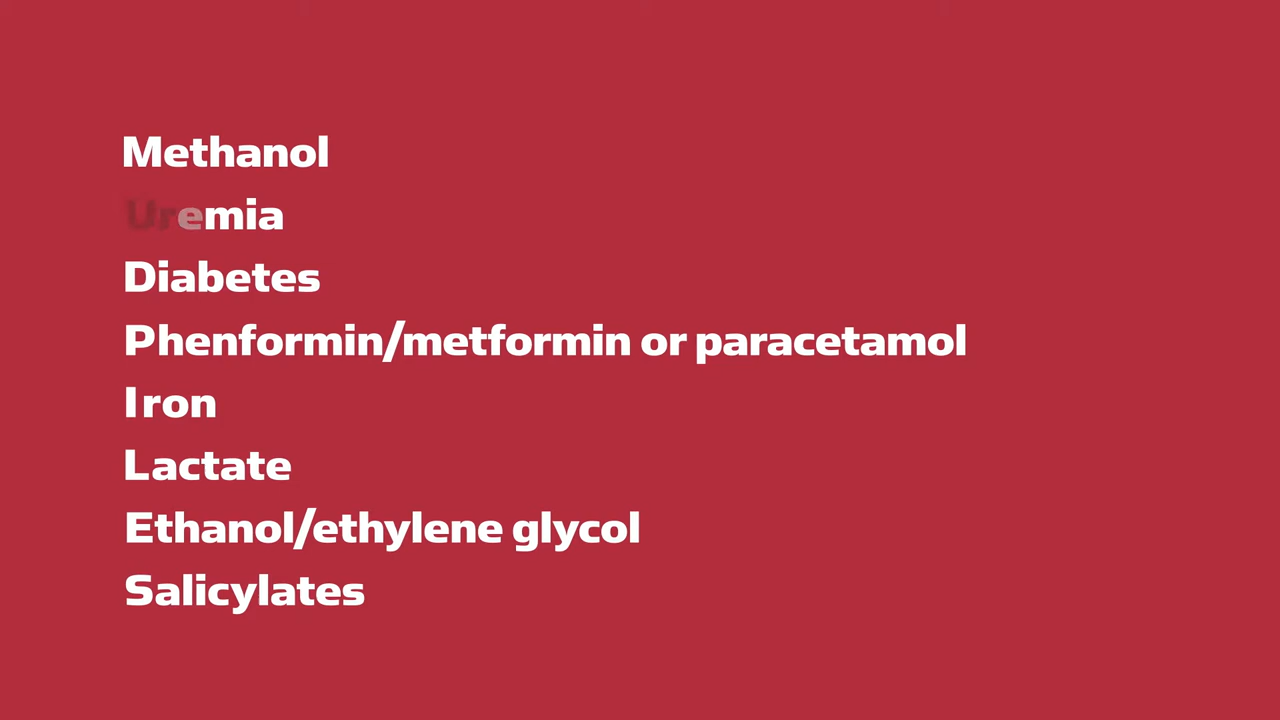 Methanol
Uremia
Diabetes
Phenformin/metformin or paracetamol
Iron
Lactate
Ethanol/ethylene glycol
Salicylates